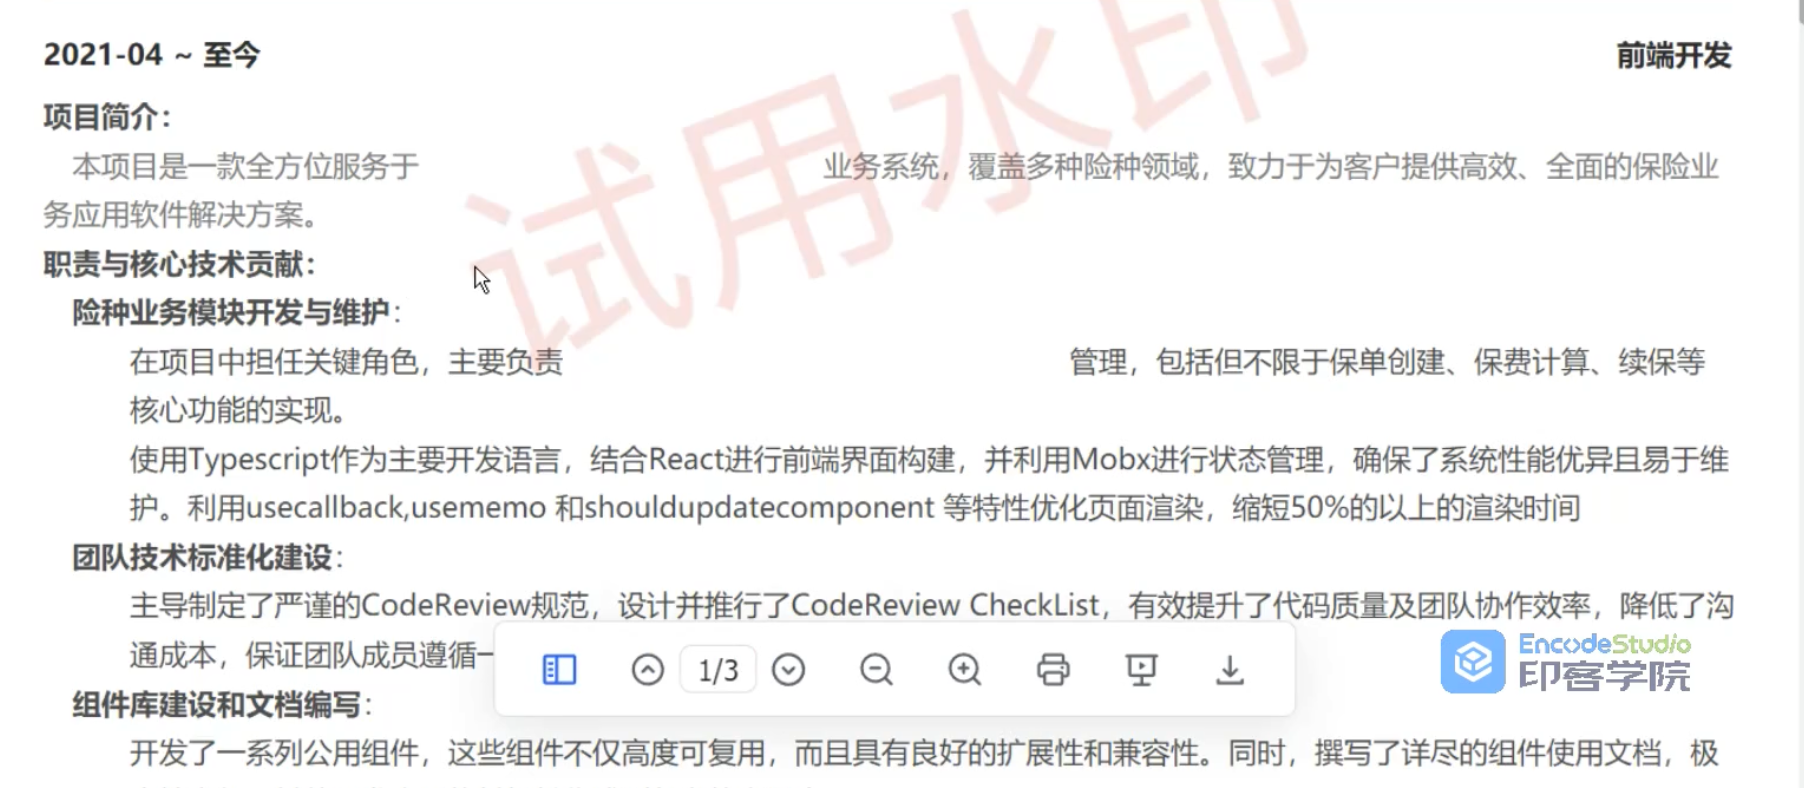 2021-04 ~ 至今 前端开发
项目简介：
本项目是一款全方位服务于 业务系统，覆盖多种险种领域，致力于为客户提供高效、全面的保险业
务应用软件解决方案。
职责与核心技术贡献：
险种业务模块开发与维护：
在项目中担任关键角色，主要负责 管理，包括但不限于保单创建、保费计算、续保等
核心功能的实现。
使用Typescript作为主要开发语言，结合React进行前端界面构建，并利用Mobx进行状态管理，确保了系统性能优异且易于维
护。利用usecallback,usememo 和shouldupdatecomponent 等特性优化页面渲染，缩短50%的以上的渲染时间
团队技术标准化建设：
主导制定了严谨的CodeReview规范，设计并推行了CodeReview CheckList，有效提升了代码质量及团队协作效率，降低了沟
通成本，保证团队成员遵循一
组件库建设和文档编写：
开发了一系列公用组件，这些组件不仅高度可复用，而且具有良好的扩展性和兼容性。同时，撰写了详尽的组件使用文档，极
试用水印
1/3
EncodeStudio
印客学院